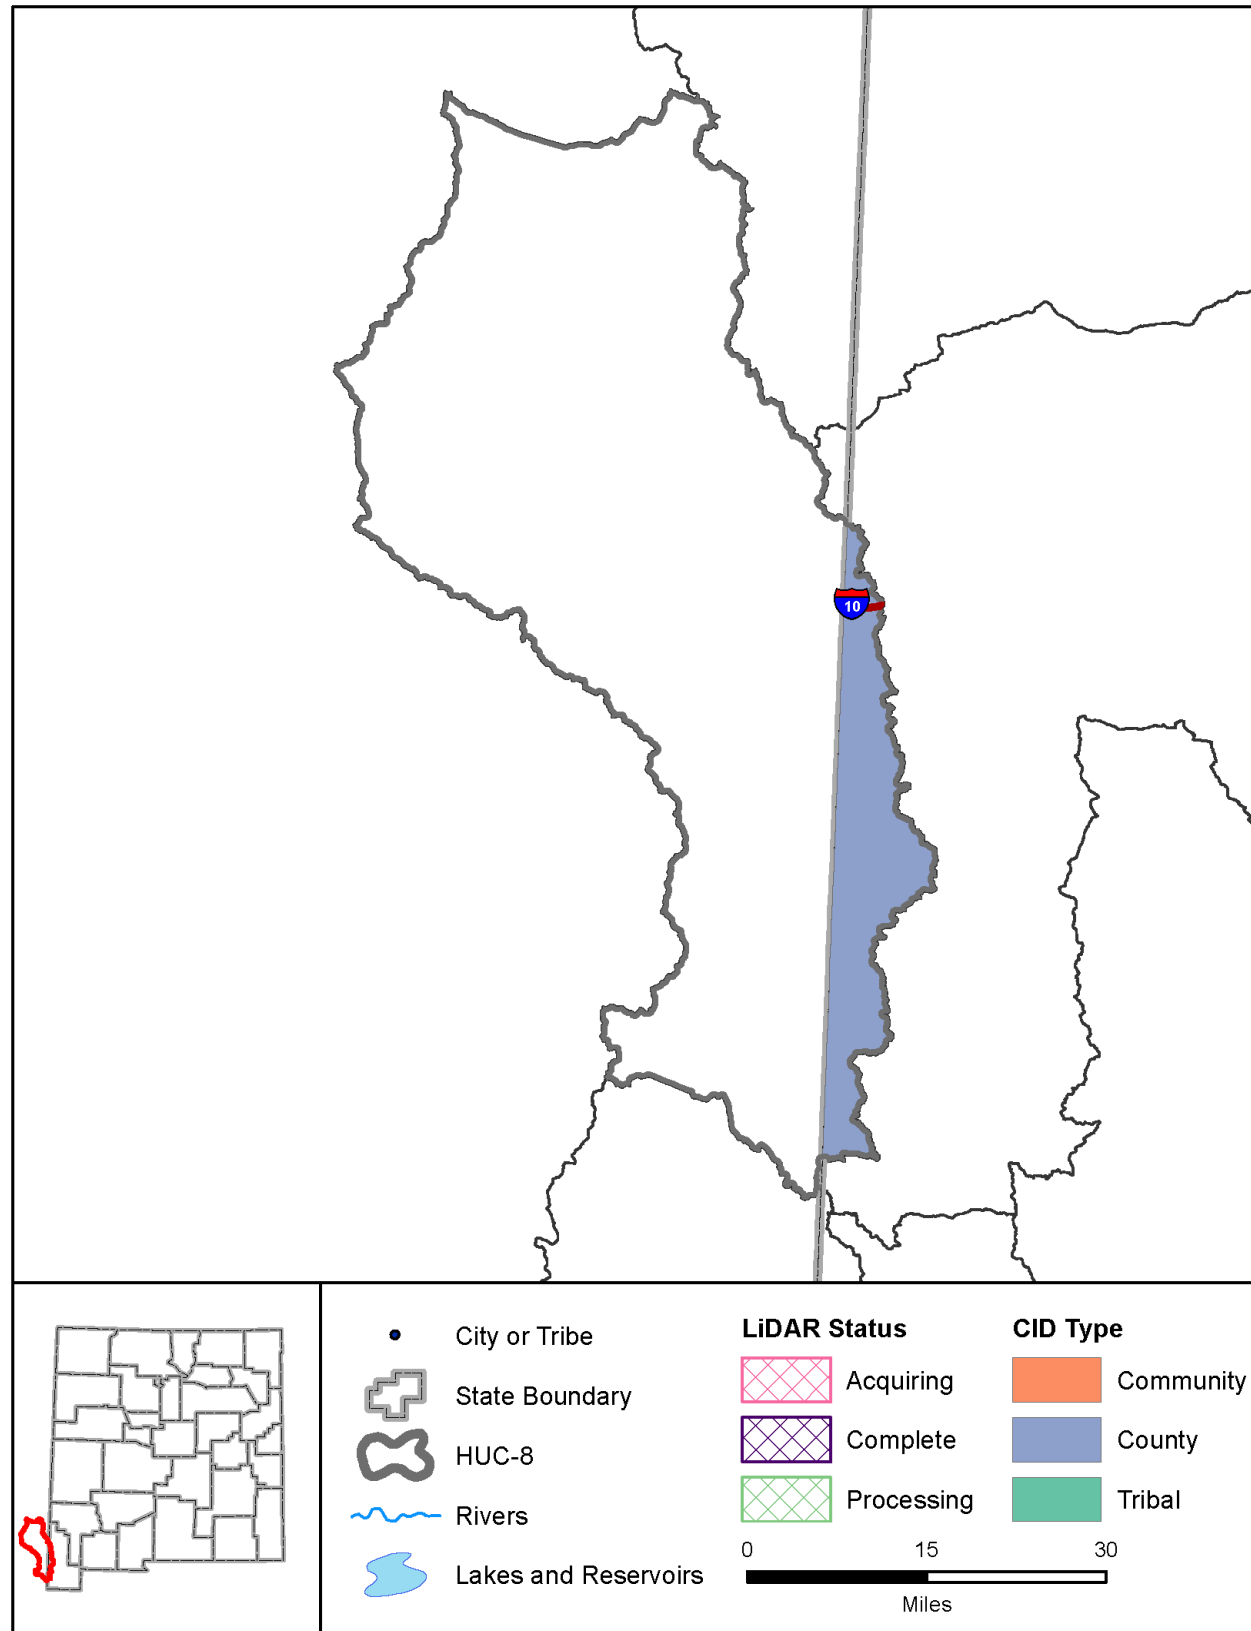 10
City or Tribe
State Boundary
HUC-8
Rivers
Lakes and Reservoirs
LiDAR Status
Acquiring
Complete
Processing
CID Type
Community
County
Tribal
0 15 30
Miles